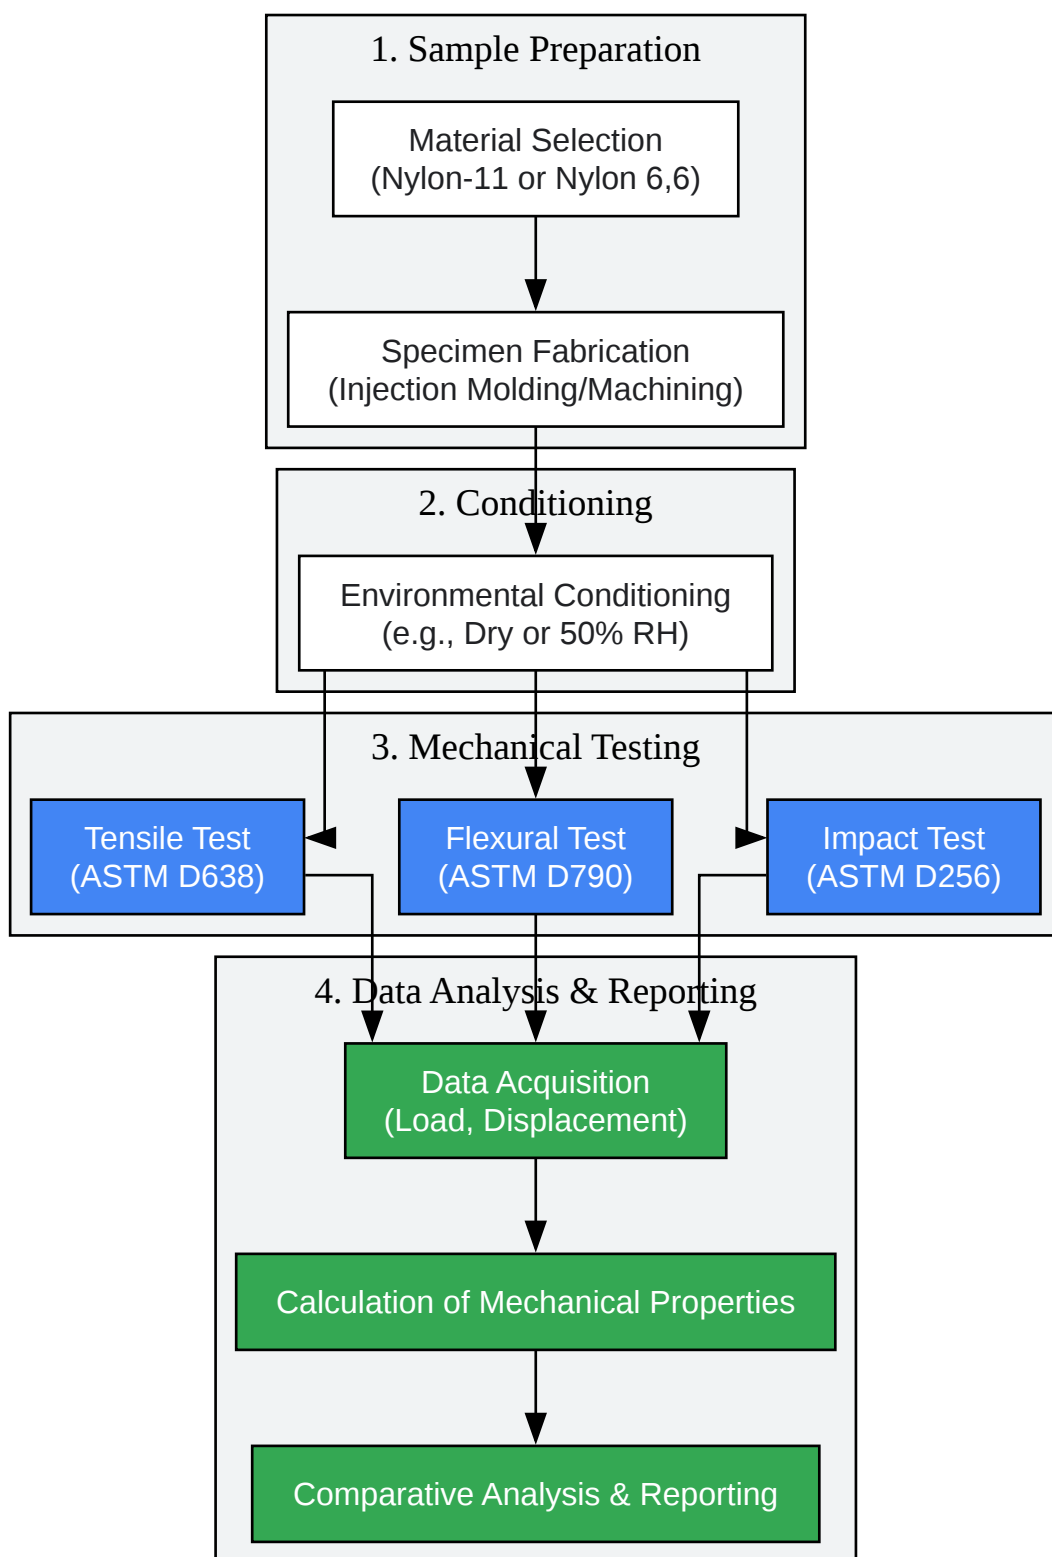 1. Sample Preparation
Material Selection
(Nylon-11 or Nylon 6,6)
Specimen Fabrication
(Injection Molding/Machining)
2. Conditioning
Environmental Conditioning
(e.g., Dry or 50% RH)
3. Mechanical Testing
Tensile Test
(ASTM D638)
Flexural Test
(ASTM D790)
Impact Test
(ASTM D256)
4. Data Analysis & Reporting
Data Acquisition
(Load, Displacement)
Calculation of Mechanical Properties
Comparative Analysis & Reporting